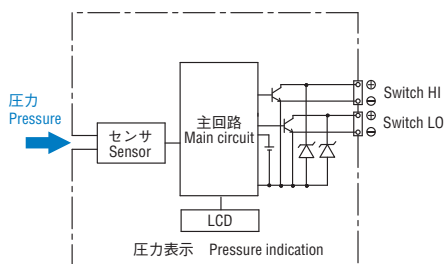 圧力
Pressure
センサ
Sensor
主回路
Main circuit
⊕
⊖
Switch HI
⊕
⊖
Switch LO
LCD
圧力表示 Pressure indication